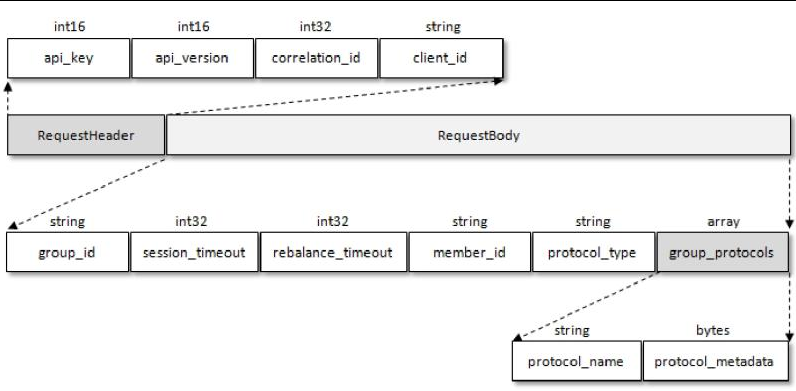 int16 int16 int32 string
api_key api_version correlation_id client_id
RequestHeader RequestBody
string int32 int32 string string array
group_id session_timeout rebalance_timeout member_id protocol_type group_protocols
string bytes
protocol_name protocol_metadata